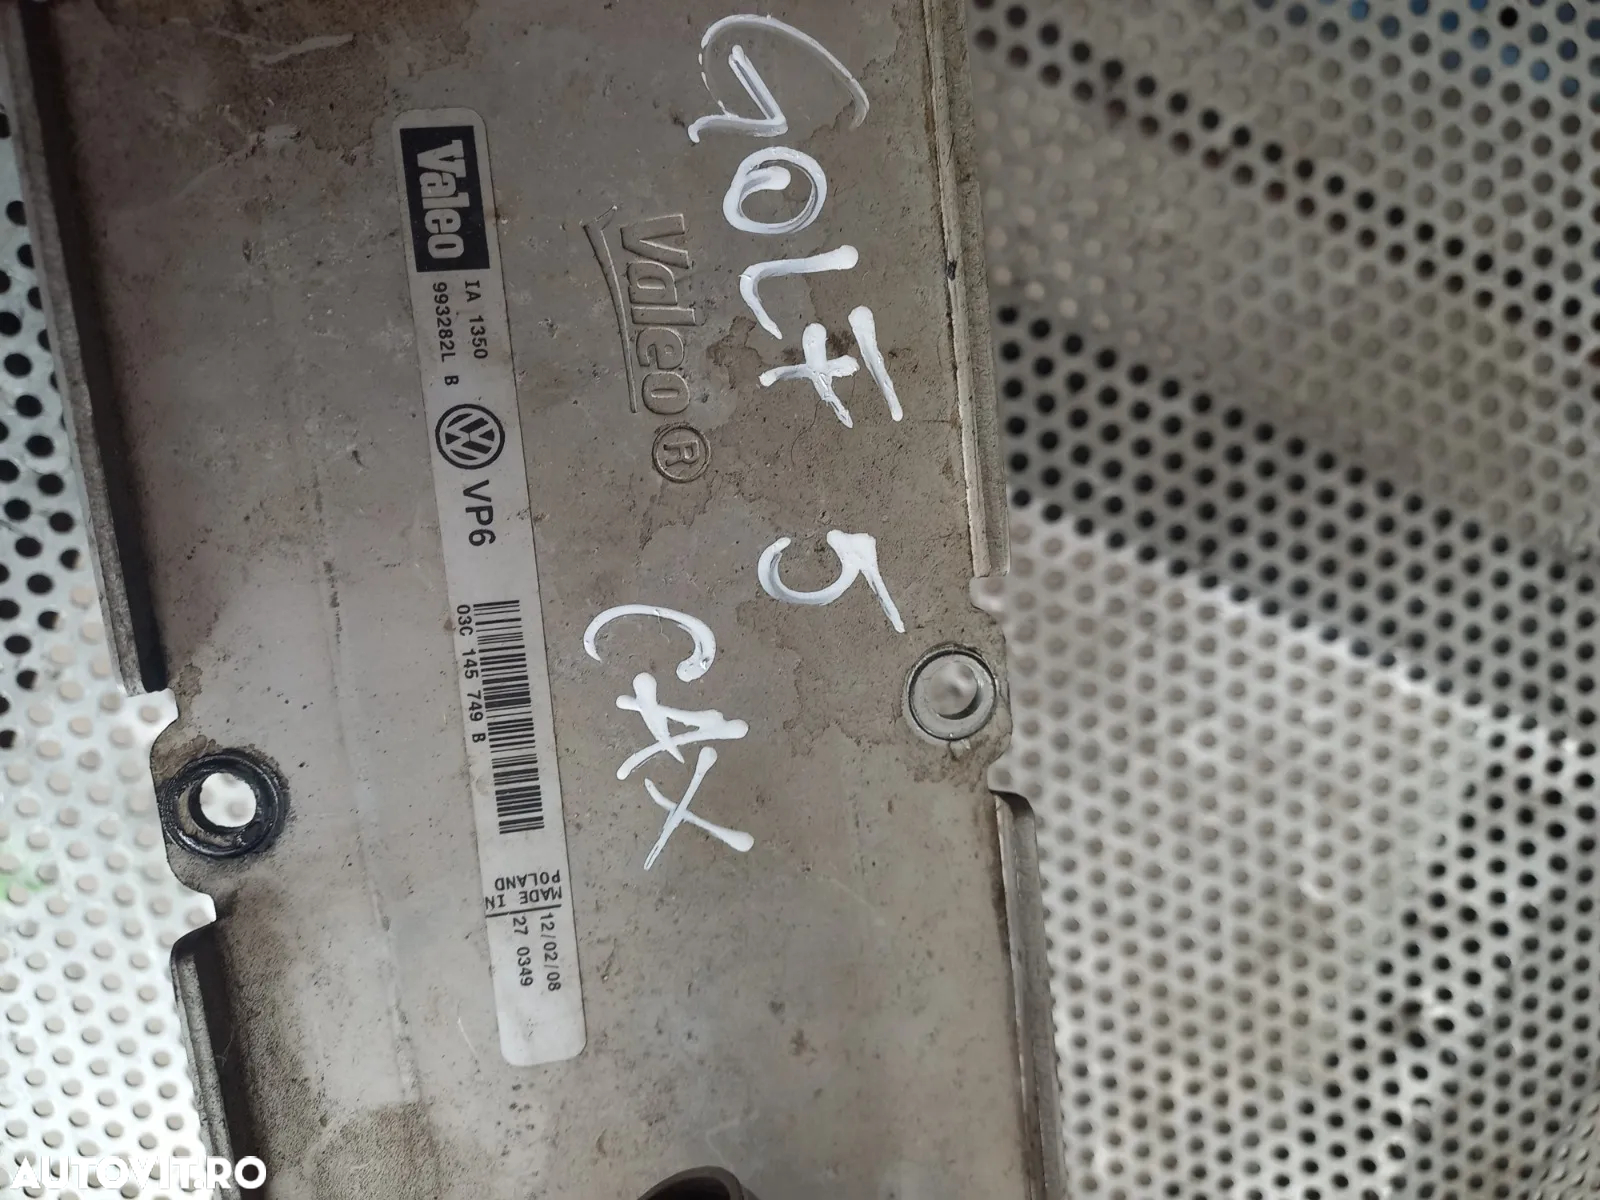 GOLF 5
CAX
Valeo®
Valeo
IA 1350
993282L B
VP6
03C 145 749 B
MADE IN
POLAND
12/02/08
27 0349
AUTOVIT.RO